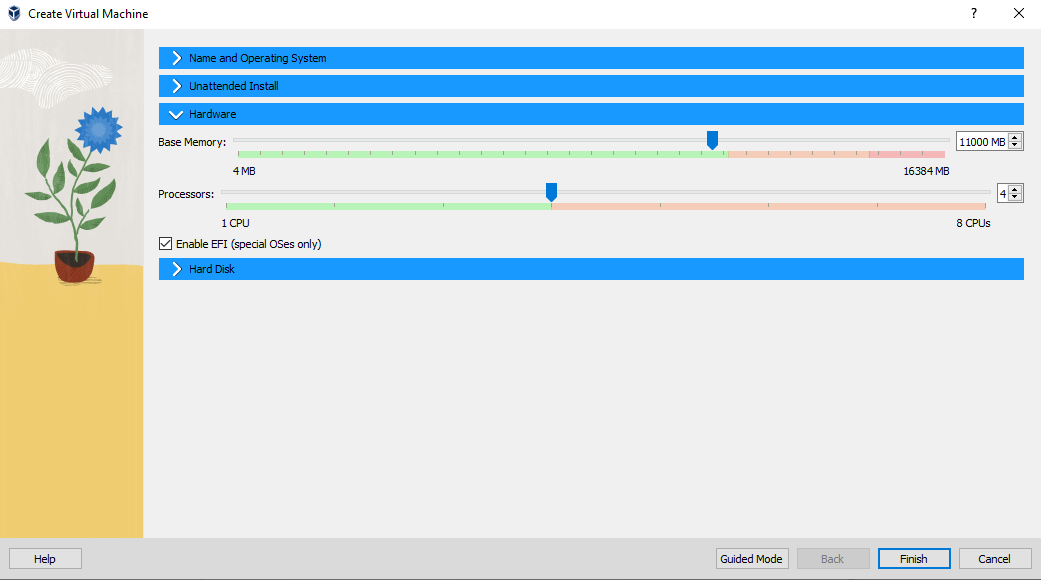 Create Virtual Machine
?
Name and Operating System
Unattended Install
Hardware
Base Memory:
11000 MB
4 MB
16384 MB
Processors:
4
1 CPU
8 CPUs
Enable EFI (special OSes only)
Hard Disk
Help
Guided Mode
Back
Finish
Cancel